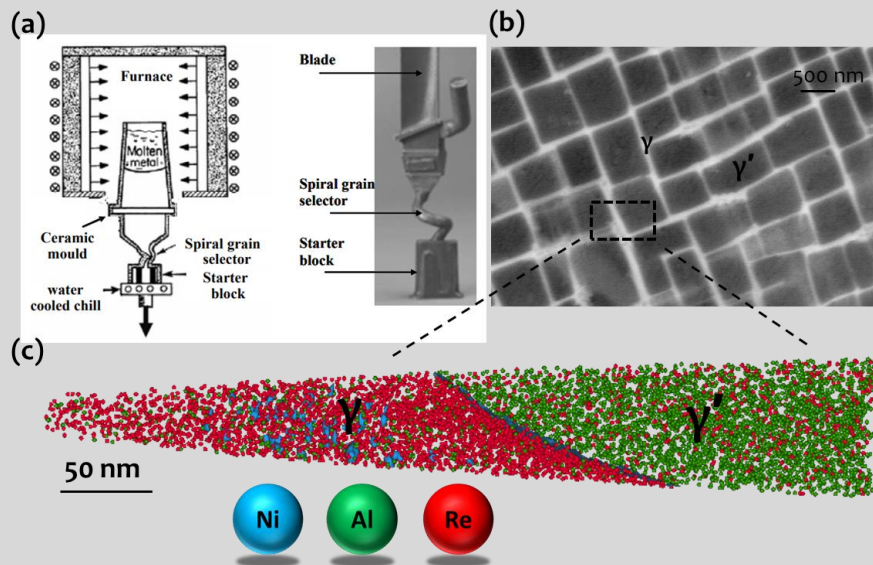 (a)
Furnace
Molten
metal
Ceramic
mould
Spiral grain
selector
Starter
block
water
cooled chill
Blade
Spiral grain
selector
Starter
block
(b)
500 nm
γ
γ'
(c)
γ
γ'
50 nm
Ni
Al
Re